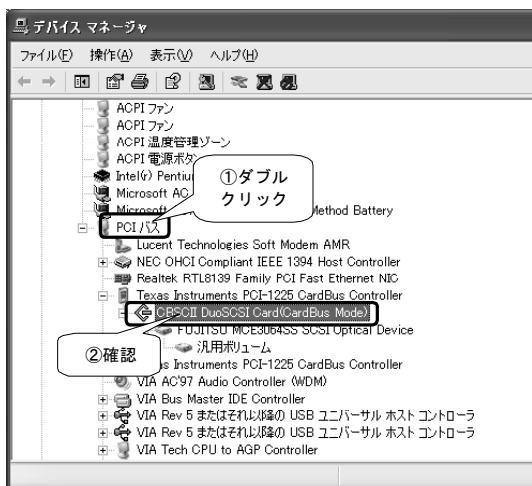 デバイス マネージャ
ファイル(F) 操作(A) 表示(V) ヘルプ(H)
ACPI ファン
ACPI ファン
ACPI 温度管理ゾーン
ACPI 電源ボタン
Intel(r)
Microsoft AC
Microsoft Method Battery
①ダブル
クリック
PCI バス
Lucent Technologies Soft Modem AMR
NEC OHCI Compliant IEEE 1394 Host Controller
Realtek RTL8139 Family PCI Fast Ethernet NIC
Texas Instruments PCI-1225 CardBus Controller
CBSCII DuoSCSI Card(CardBus Mode)
FUJITSU MCE3064SS SCSI Optical Device
汎用ボリューム
②確認
Instruments PCI-1225 CardBus Controller
VIA AC'97 Audio Controller (WDM)
VIA Bus Master IDE Controller
VIA Rev 5 またはそれ以降の USB ユニバーサル ホスト コントローラ
VIA Rev 5 またはそれ以降の USB ユニバーサル ホスト コントローラ
VIA Tech CPU to AGP Controller